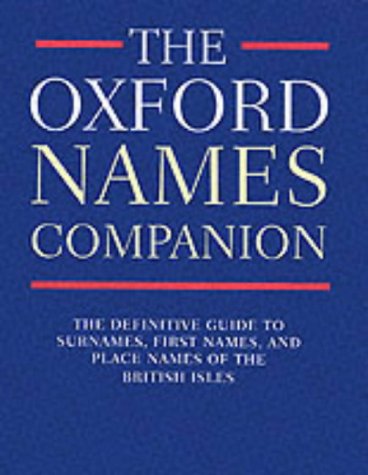 THE
OXFORD
NAMES
COMPANION
THE DEFINITIVE GUIDE TO
SURNAMES, FIRST NAMES, AND
PLACE NAMES OF THE
BRITISH ISLES